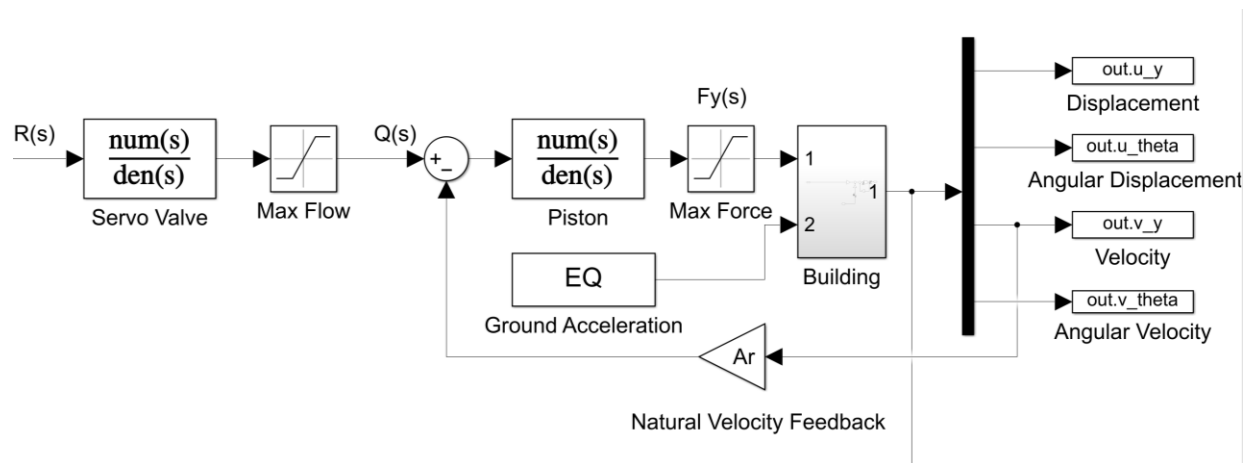 R(s)
num(s)
den(s)
Servo Valve
Max Flow
Q(s)
+
−
num(s)
den(s)
Piston
Fy(s)
Max Force
1
2
1
Building
EQ
Ground Acceleration
Ar
Natural Velocity Feedback
out.u_y
Displacement
out.u_theta
Angular Displacement
out.v_y
Velocity
out.v_theta
Angular Velocity